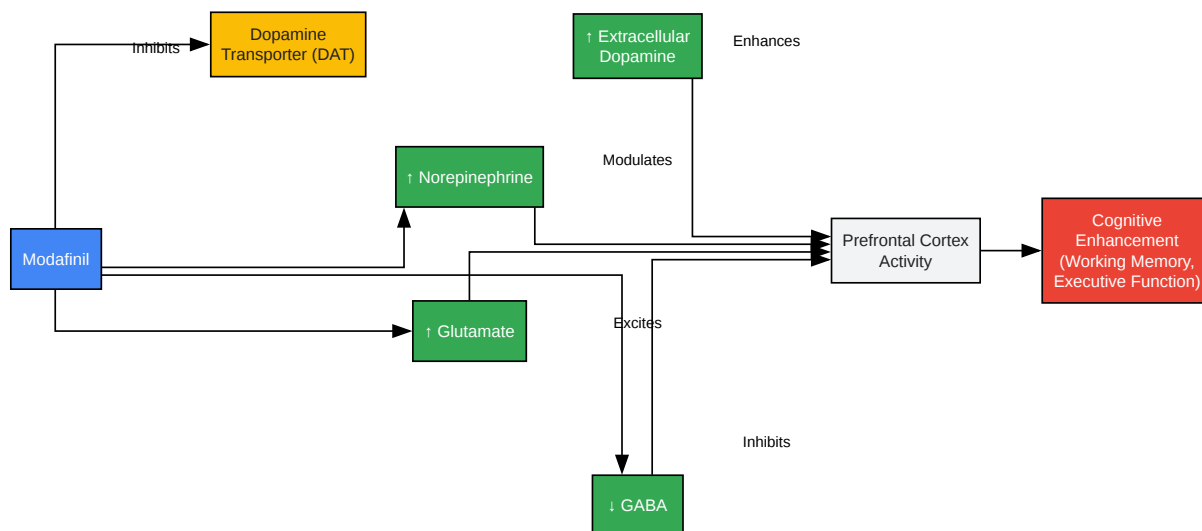 Inhibits
Dopamine
Transporter (DAT)
↑ Extracellular
Dopamine
Enhances
↑ Norepinephrine
Modulates
Modafinil
Prefrontal Cortex
Activity
Cognitive
Enhancement
(Working Memory,
Executive Function)
↑ Glutamate
Excites
Inhibits
↓ GABA